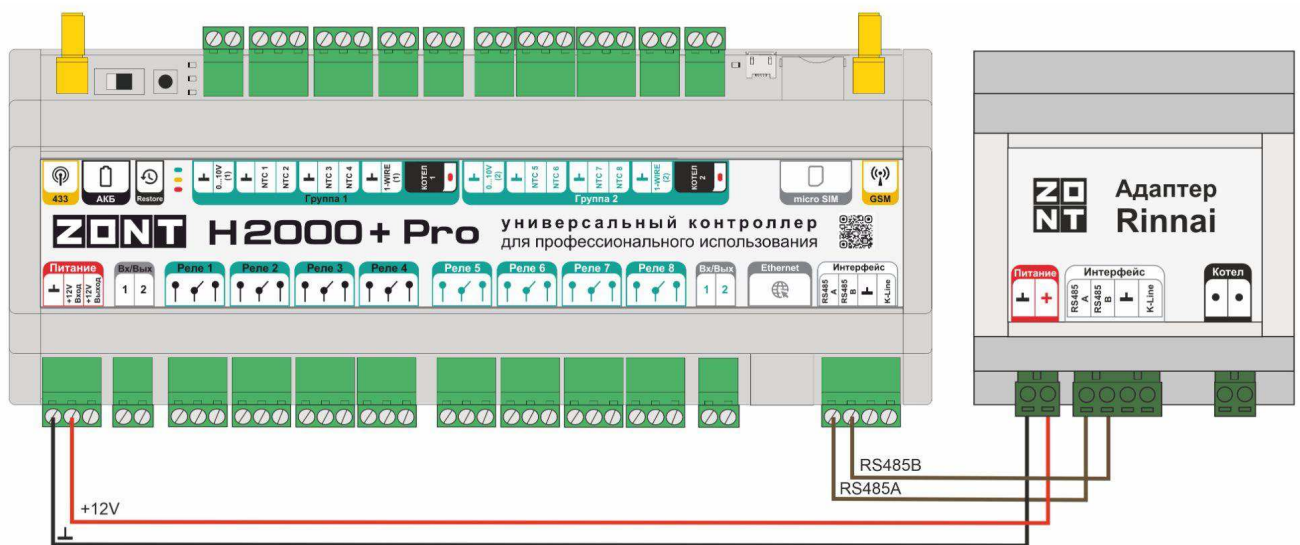 433
АКБ
Restore
⊥
0...10V (1)
⊥
NTC 1
NTC 2
⊥
NTC 3
NTC 4
⊥
1-WIRE (1)
КОТЕЛ 1
Группа 1
⊥
0...10V (2)
⊥
NTC 5
NTC 6
⊥
NTC 7
NTC 8
⊥
1-WIRE (2)
КОТЕЛ 2
Группа 2
micro SIM
GSM
ZONT H2000+ Pro
универсальный контроллер
для профессионального использования
Питание
⊥
+12V Вход
+12V Выход
Вх/Вых
1 2
Реле 1
Реле 2
Реле 3
Реле 4
Реле 5
Реле 6
Реле 7
Реле 8
Вх/Вых
1 2
Ethernet
Интерфейс
RS485 A
RS485 B
⊥
K-Line
ZONT
Адаптер
Rinnai
Питание
⊥ +
Интерфейс
RS485 A
RS485 B
⊥
K-Line
Котел
RS485B
RS485A
+12V
⊥